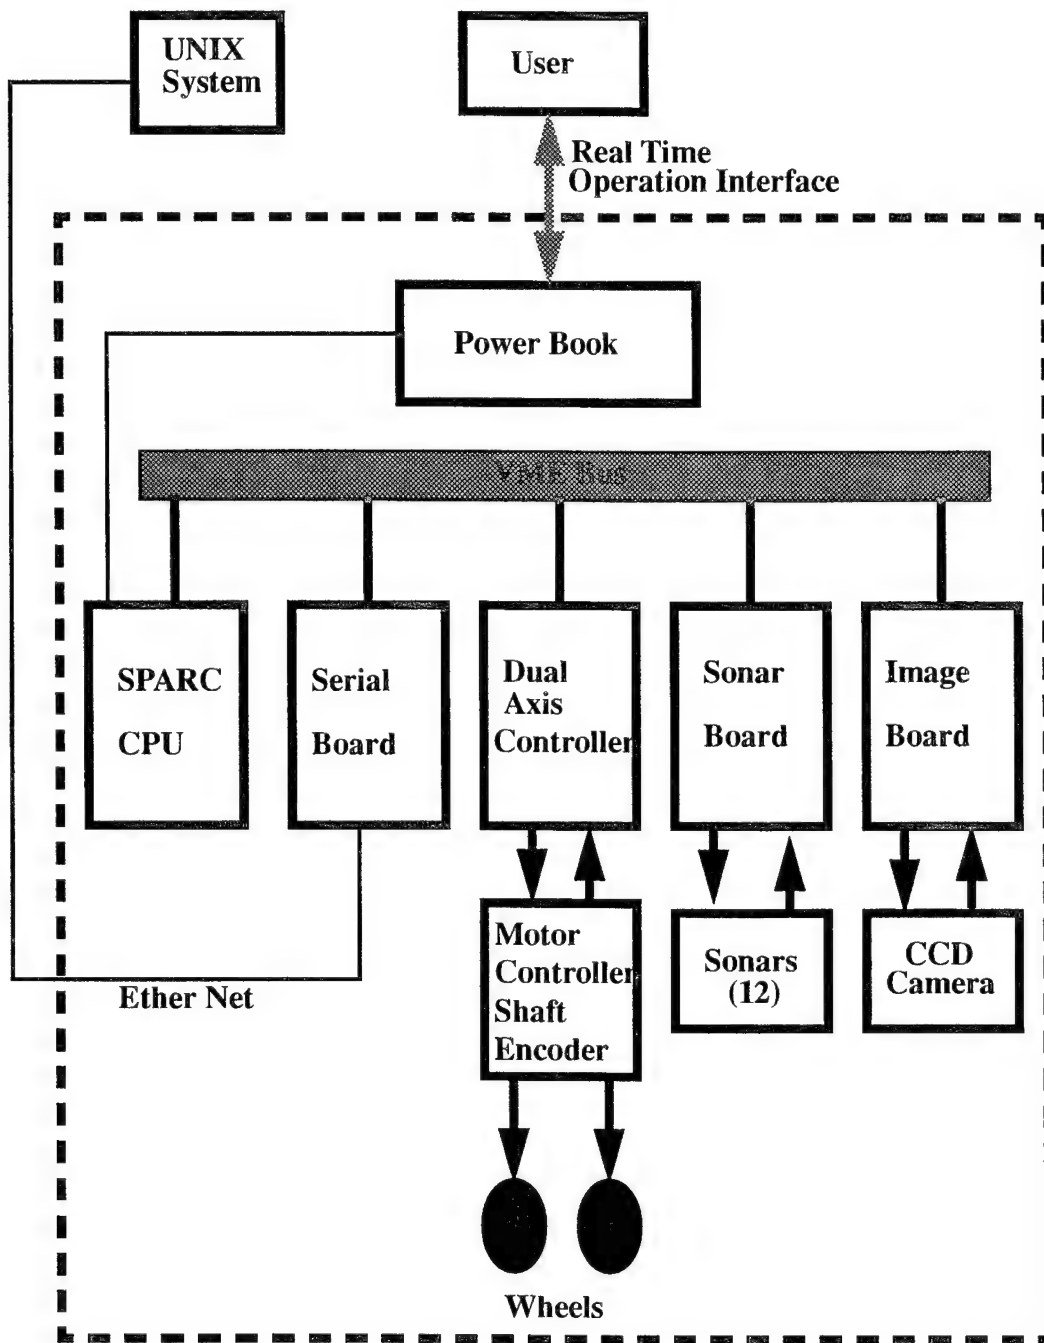 UNIX
System
User
Real Time
Operation Interface
Power Book
VME Bus
SPARC
CPU
Serial
Board
Dual
Axis
Controller
Sonar
Board
Image
Board
Motor
Controller
Shaft
Encoder
Sonars
(12)
CCD
Camera
Ether Net
Wheels